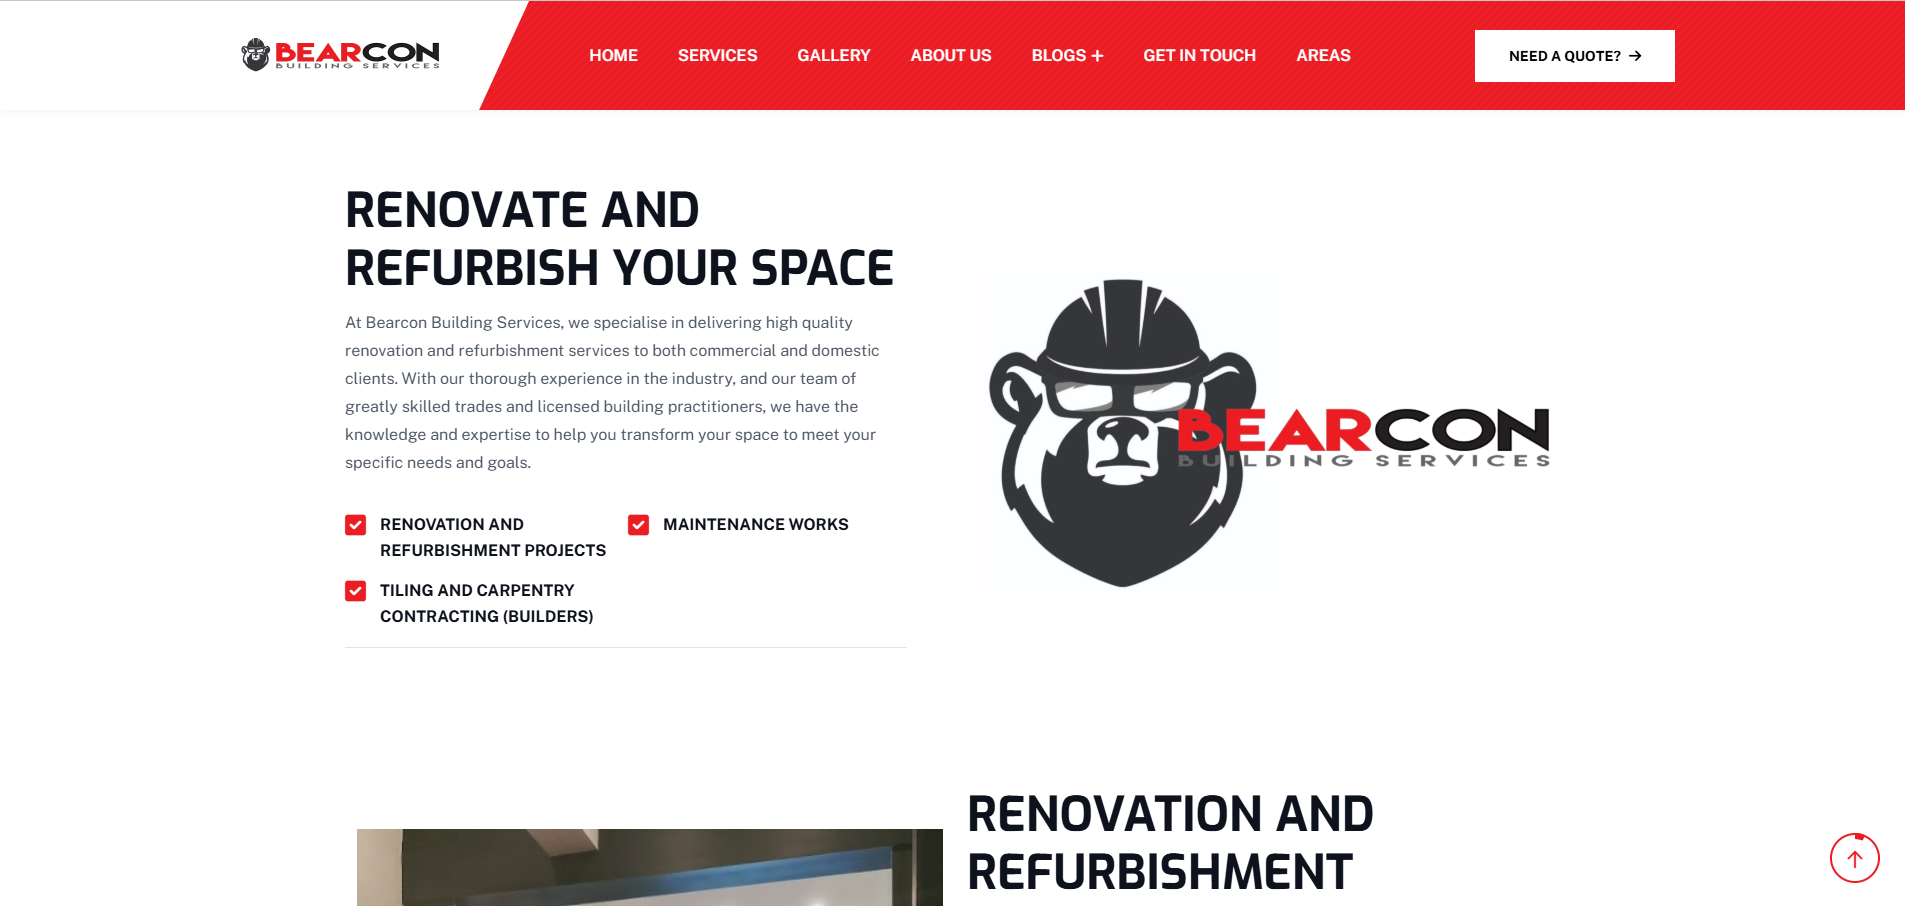 BEARCON
BUILDING SERVICES
HOME SERVICES GALLERY ABOUT US BLOGS + GET IN TOUCH AREAS
NEED A QUOTE? →
RENOVATE AND
REFURBISH YOUR SPACE
At Bearcon Building Services, we specialise in delivering high quality
renovation and refurbishment services to both commercial and domestic
clients. With our thorough experience in the industry, and our team of
greatly skilled trades and licensed building practitioners, we have the
knowledge and expertise to help you transform your space to meet your
specific needs and goals.
RENOVATION AND
REFURBISHMENT PROJECTS
MAINTENANCE WORKS
TILING AND CARPENTRY
CONTRACTING (BUILDERS)
BEARCON
BUILDING SERVICES
RENOVATION AND
REFURBISHMENT